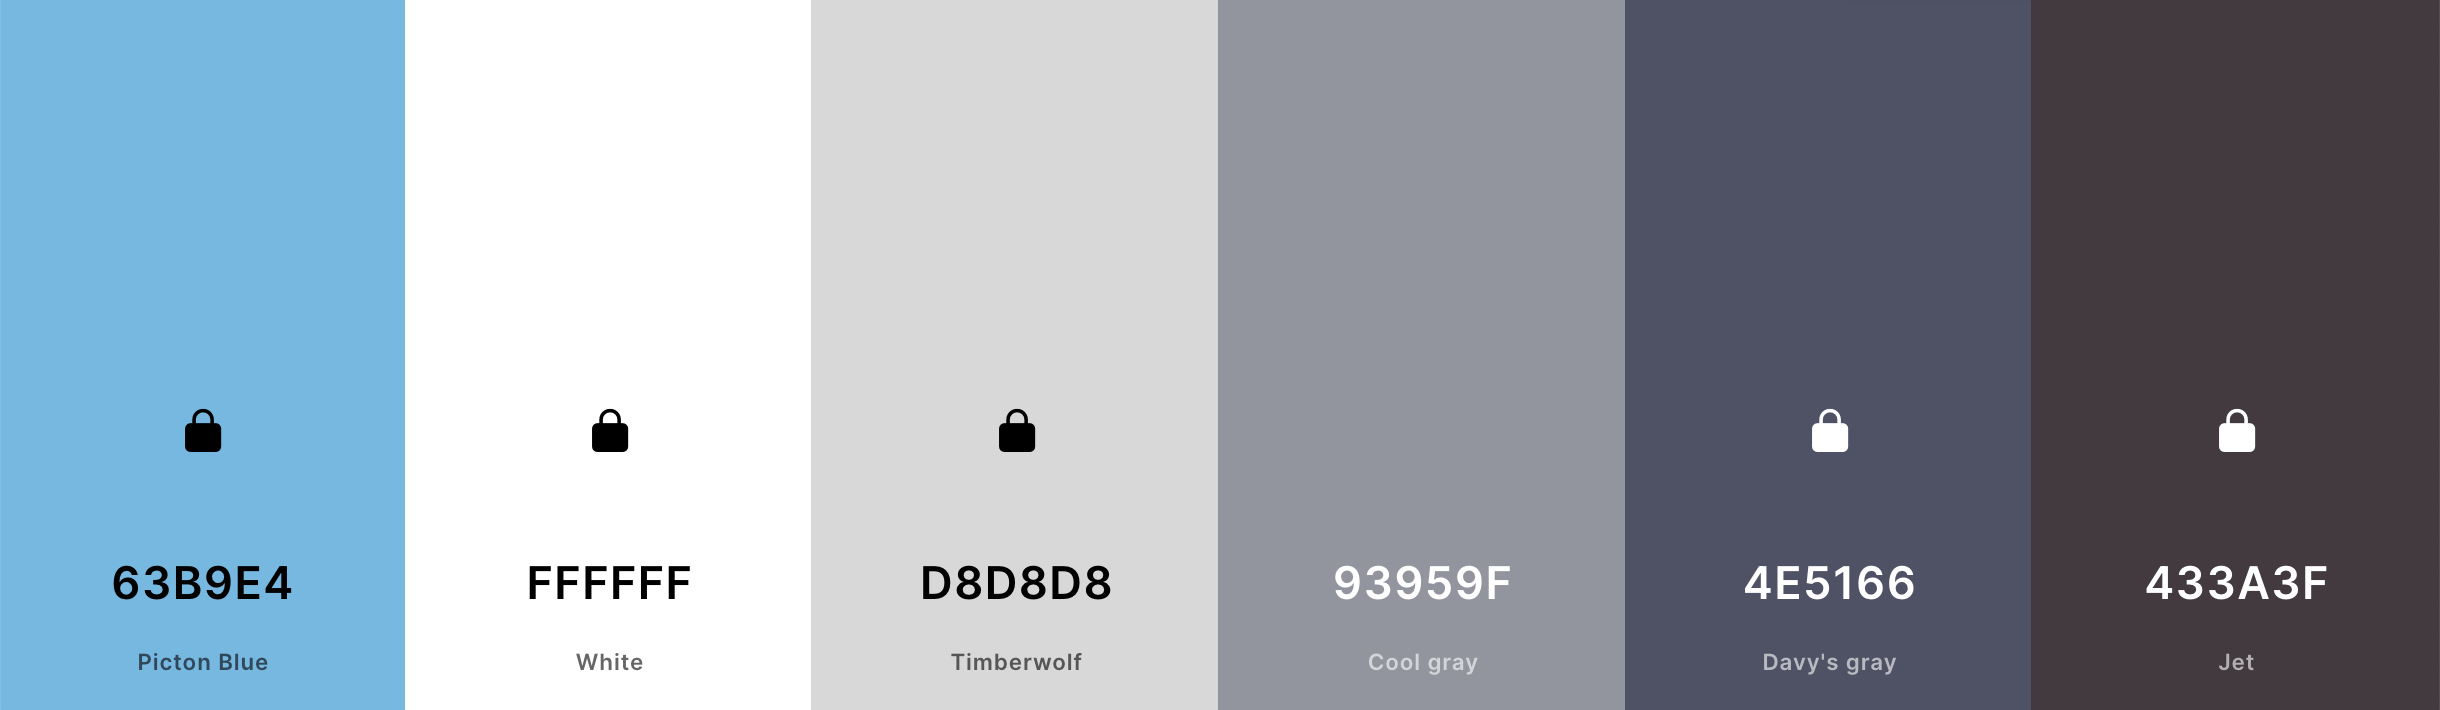 63B9E4
Picton Blue
FFFFFF
White
D8D8D8
Timberwolf
93959F
Cool gray
4E5166
Davy's gray
433A3F
Jet